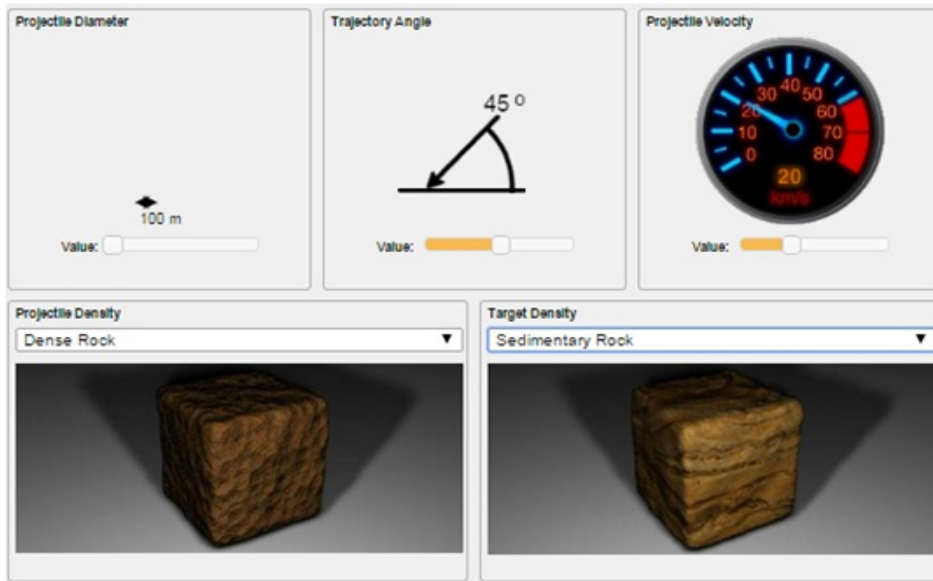 Projectile Diameter
100 m
Value:
Trajectory Angle
45 º
Value:
Projectile Velocity
0 10 20 30 40 50 60 70 80
20
km/s
Value:
Projectile Density
Dense Rock
Target Density
Sedimentary Rock